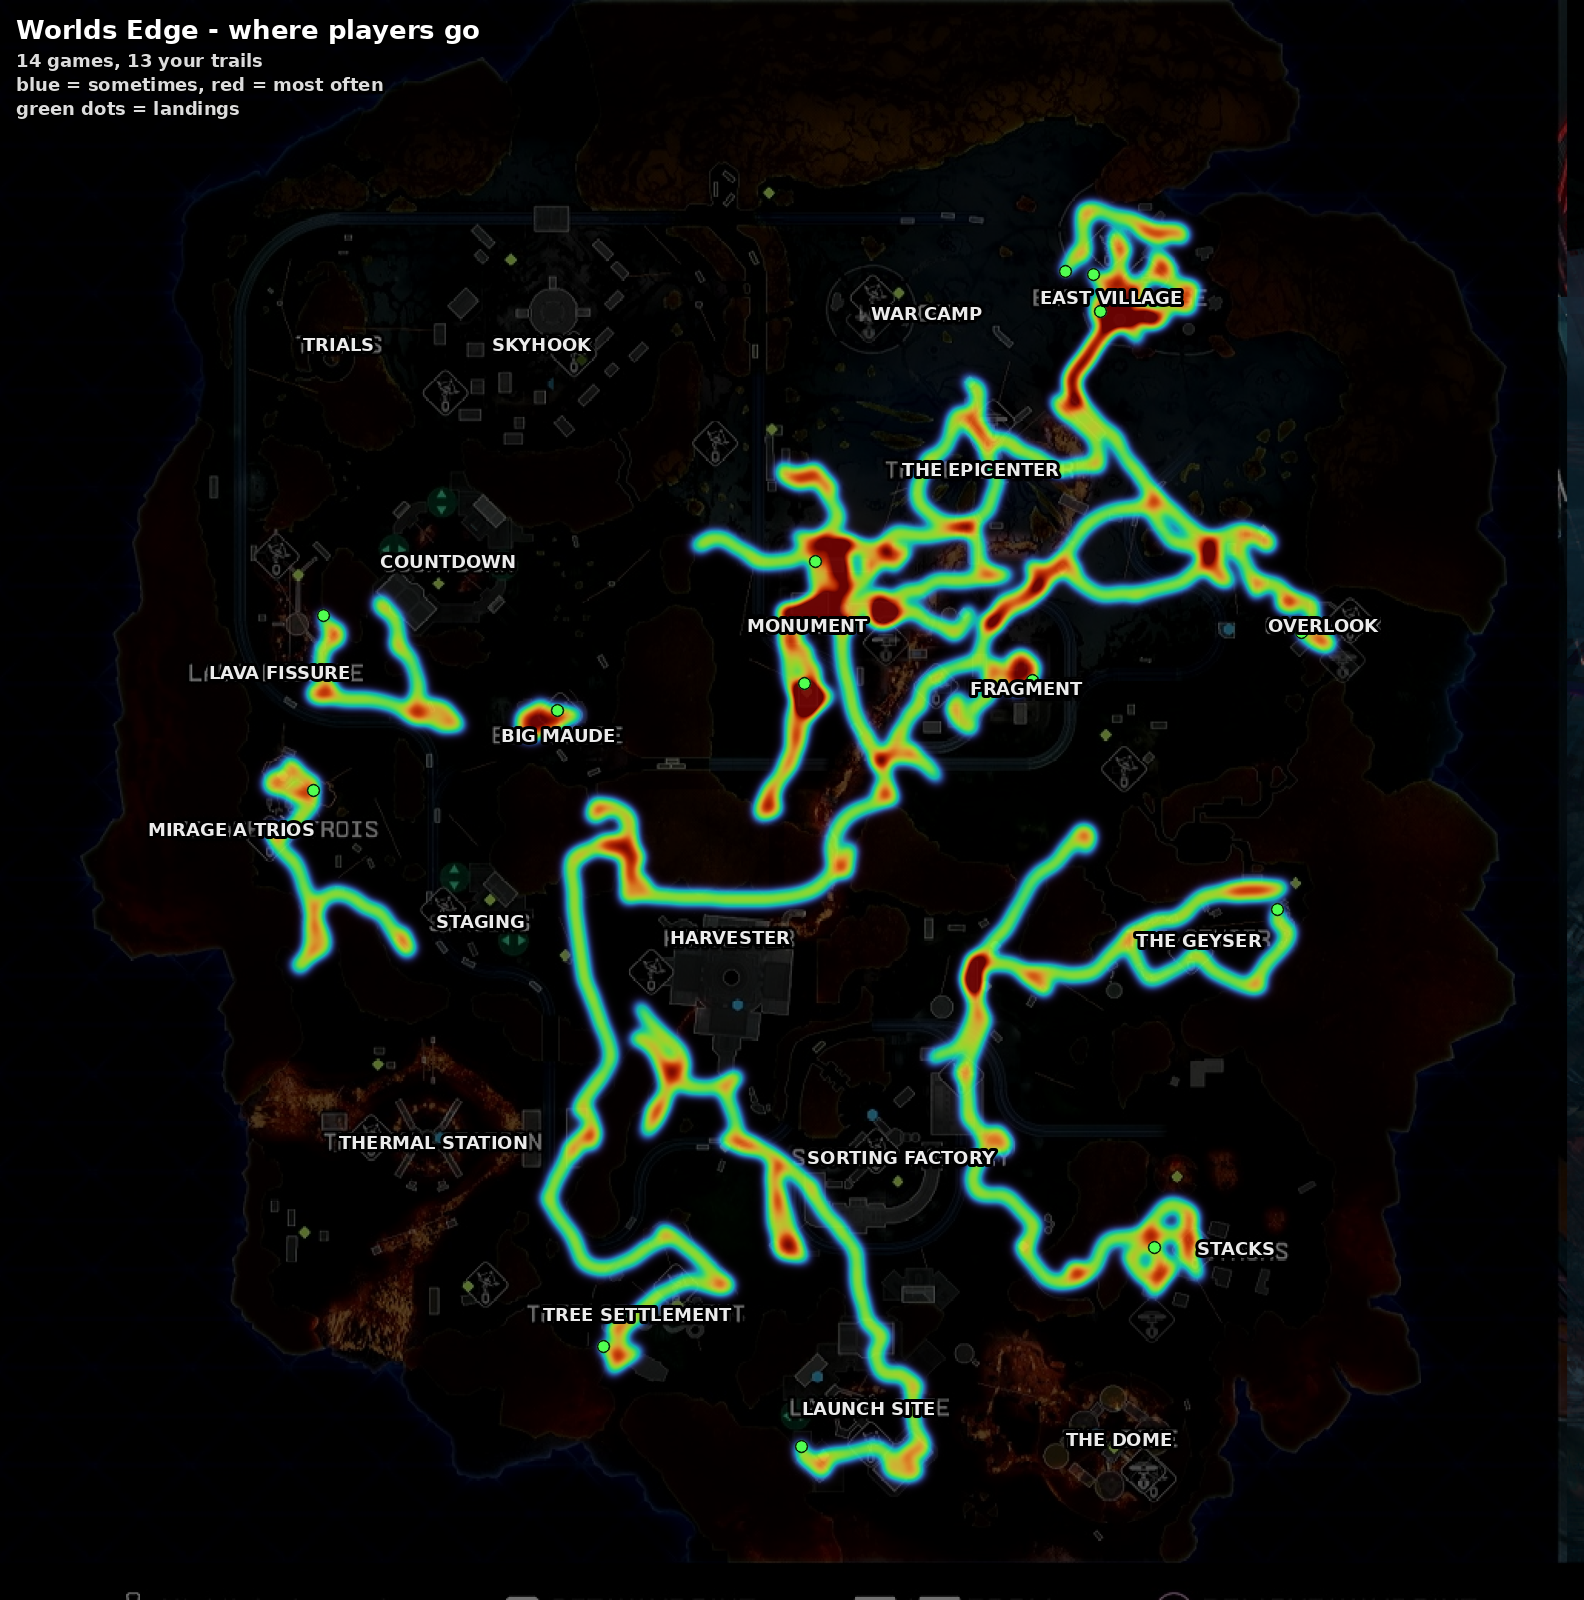 Worlds Edge - where players go
14 games, 13 your trails
blue = sometimes, red = most often
green dots = landings
EAST VILLAGE
WAR CAMP
TRIALS
SKYHOOK
THE EPICENTER
COUNTDOWN
MONUMENT
OVERLOOK
LAVA FISSURE
FRAGMENT
BIG MAUDE
MIRAGE A TRIOS
STAGING
HARVESTER
THE GEYSER
THERMAL STATION
SORTING FACTORY
STACKS
TREE SETTLEMENT
LAUNCH SITE
THE DOME